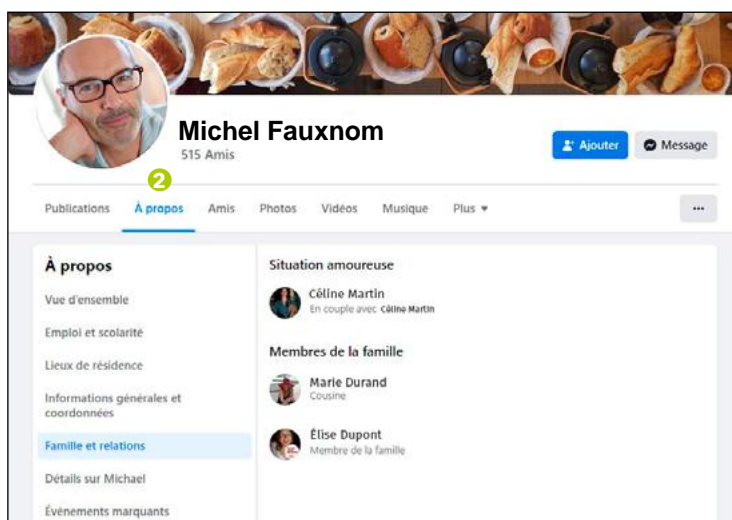 Michel Fauxnom
515 Amis
Ajouter
Message
2
Publications À propos Amis Photos Vidéos Musique Plus
À propos
Vue d'ensemble
Emploi et scolarité
Lieux de résidence
Informations générales et
coordonnées
Famille et relations
Détails sur Michael
Événements marquants
Situation amoureuse
Céline Martin
En couple avec Céline Martin
Membres de la famille
Marie Durand
Cousine
Élise Dupont
Membre de la famille